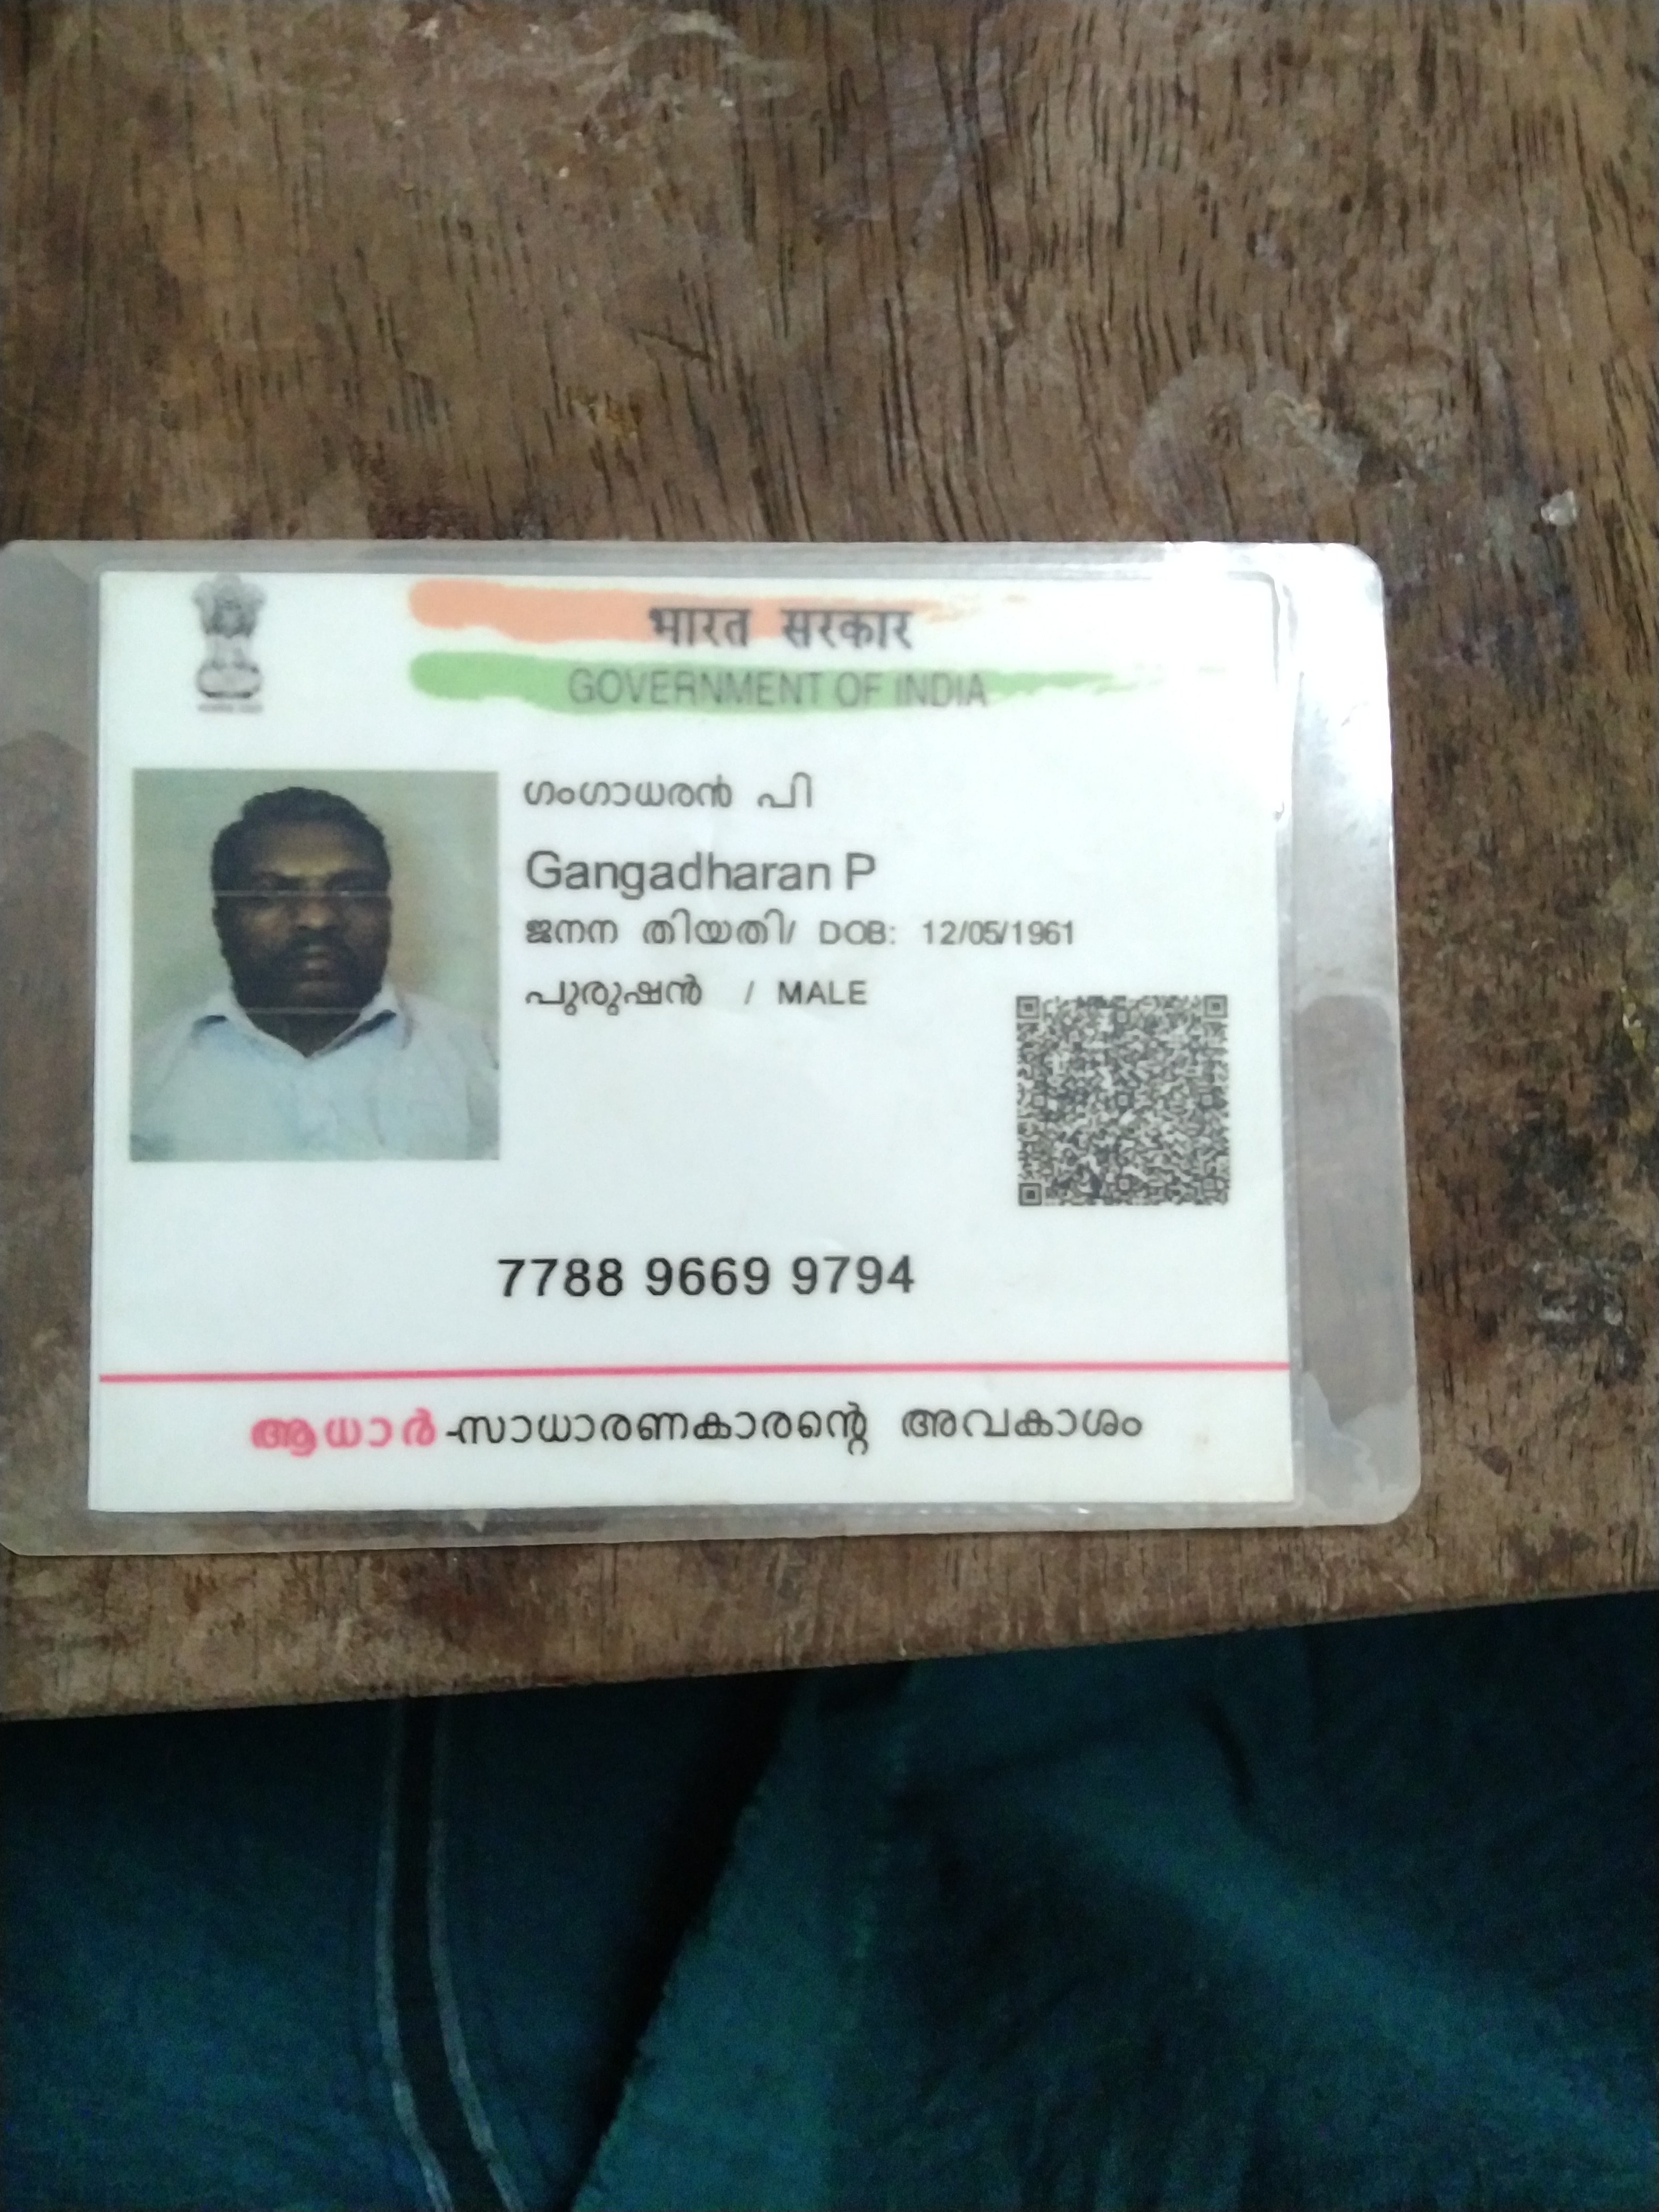 भारत सरकार
GOVERNMENT OF INDIA
ഗംഗാധരൻ പി
Gangadharan P
ജനന തിയതി/ DOB: 12/05/1961
പുരുഷൻ / MALE
7788 9669 9794
ആധാർ-സാധാരണകാരന്റെ അവകാശം